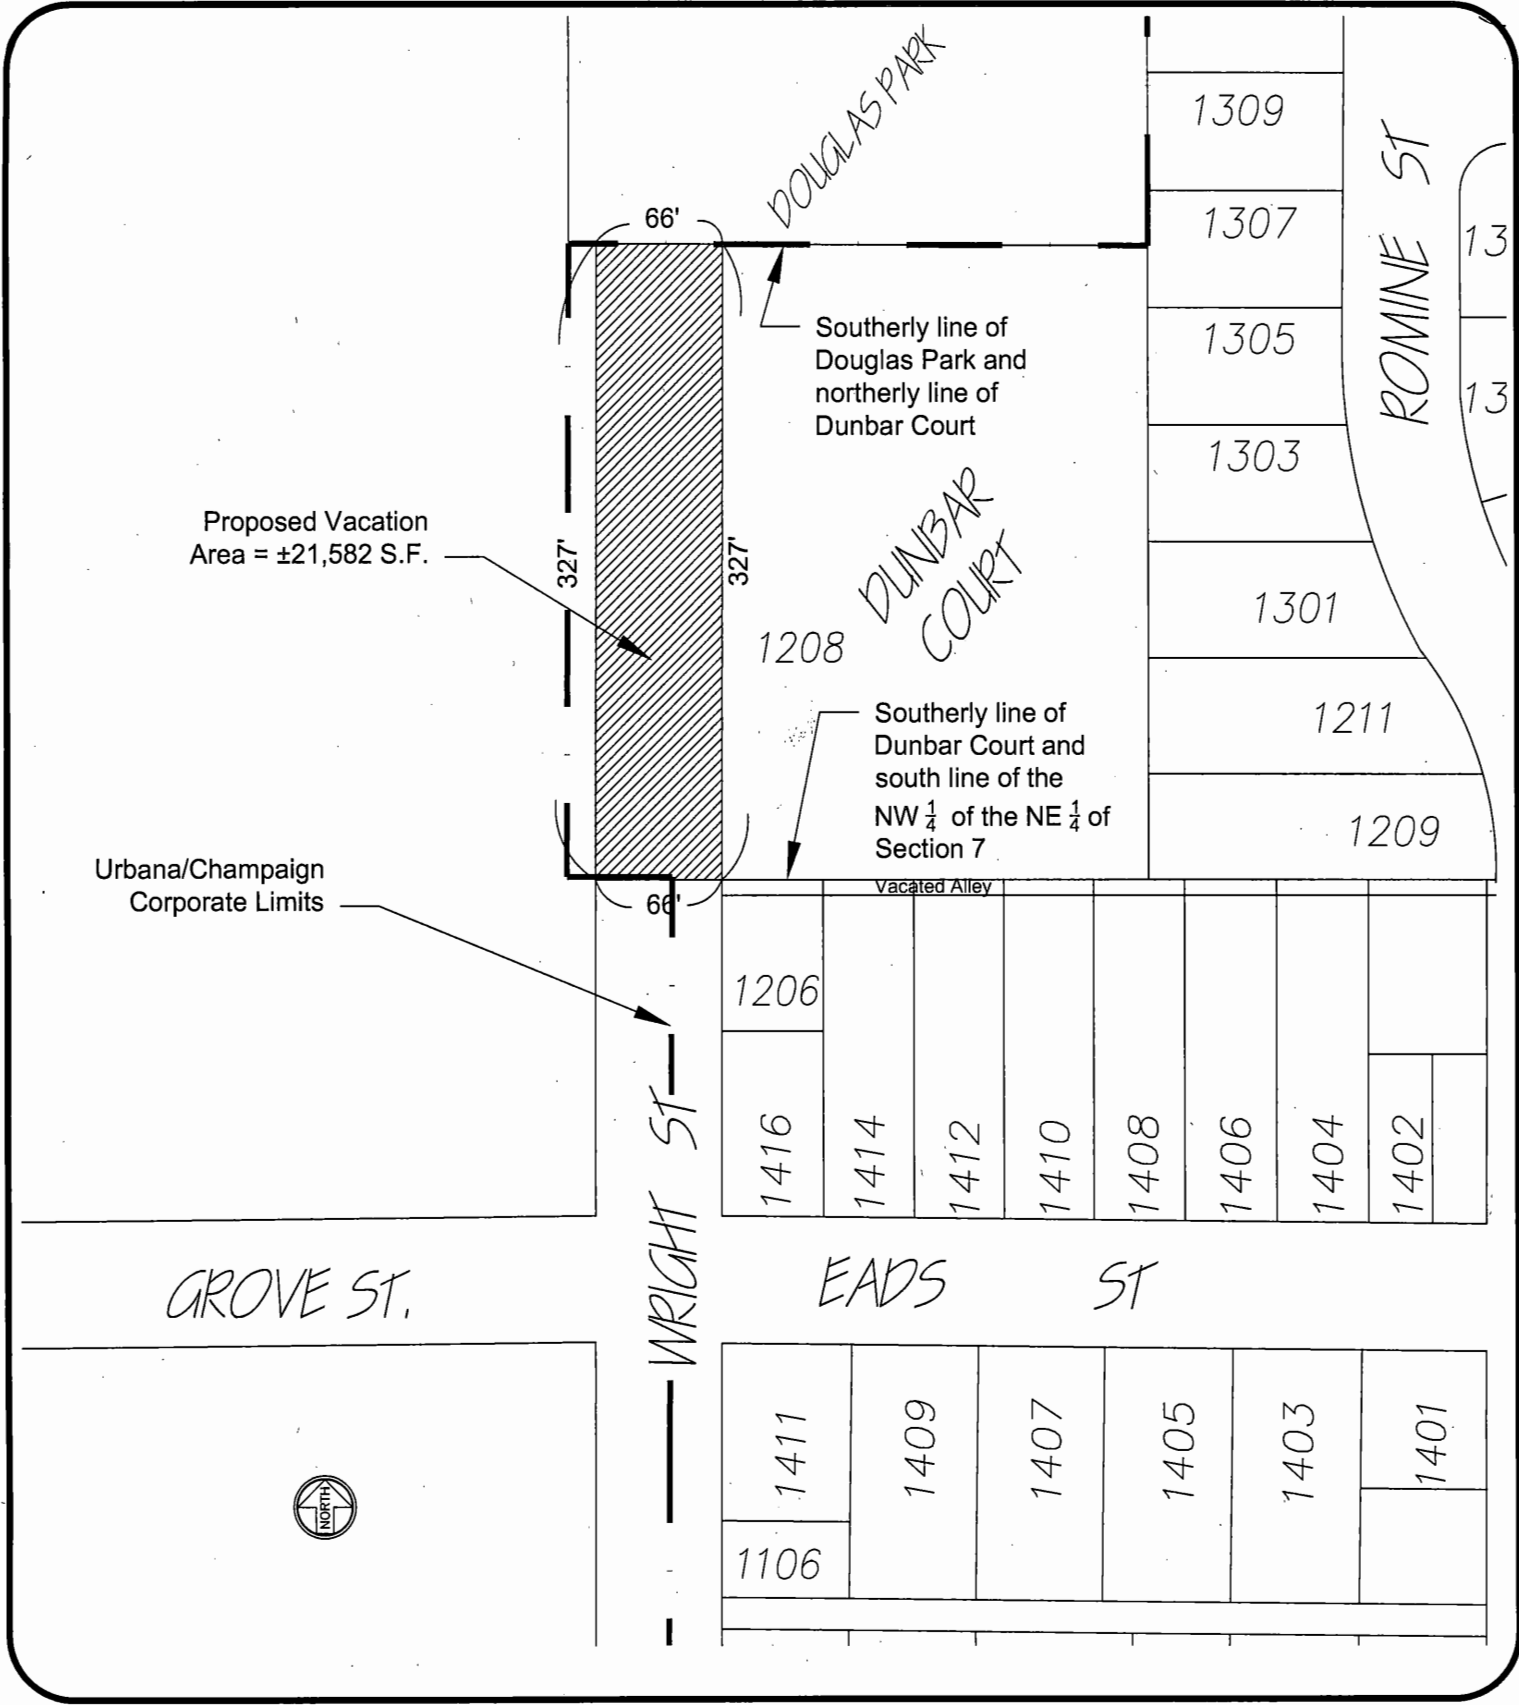 DOUGLAS PARK
1309
ROMINE ST
1307
13
66'
Southerly line of
Douglas Park and
northerly line of
Dunbar Court
1305
13
1303
Proposed Vacation
Area = ±21,582 S.F.
327'
327'
DUNBAR
COURT
1301
1208
Southerly line of
Dunbar Court and
south line of the
NW 1/4 of the NE 1/4 of
Section 7
1211
1209
Urbana/Champaign
Corporate Limits
66'
Vacated Alley
1206
1416
1414
1412
1410
1408
1406
1404
1402
WRIGHT ST
GROVE ST.
EADS ST
1411
1409
1407
1405
1403
1401
NORTH
1106